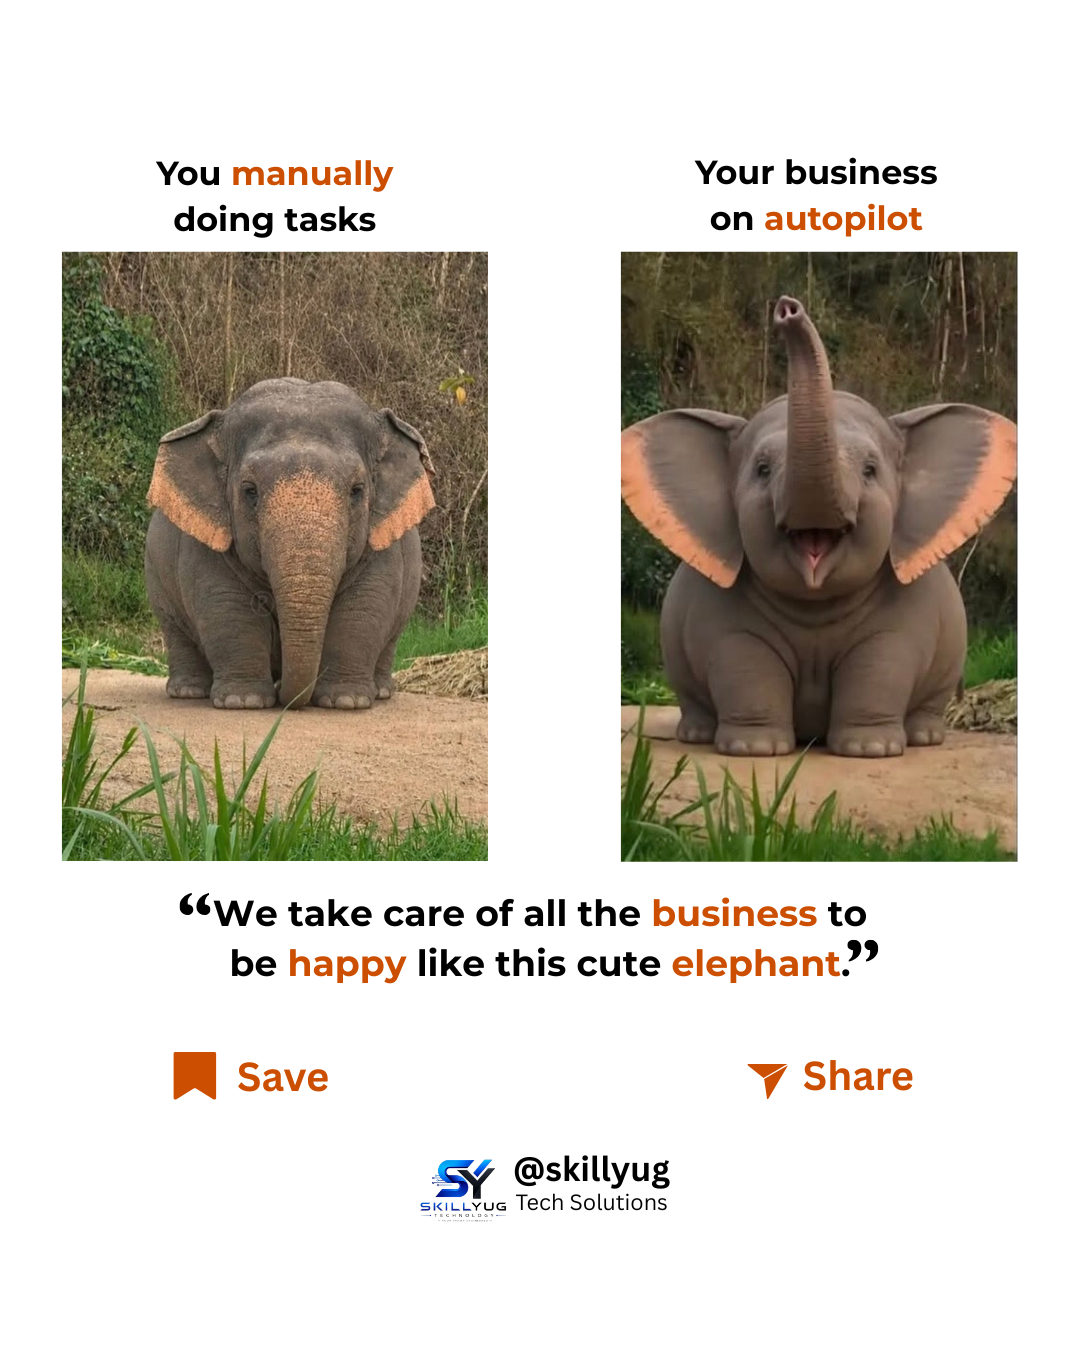 You manually
doing tasks
Your business
on autopilot
“We take care of all the business to
be happy like this cute elephant.”
Save
Share
@skillyug
Tech Solutions
SKILLYUG
TECHNOLOGY